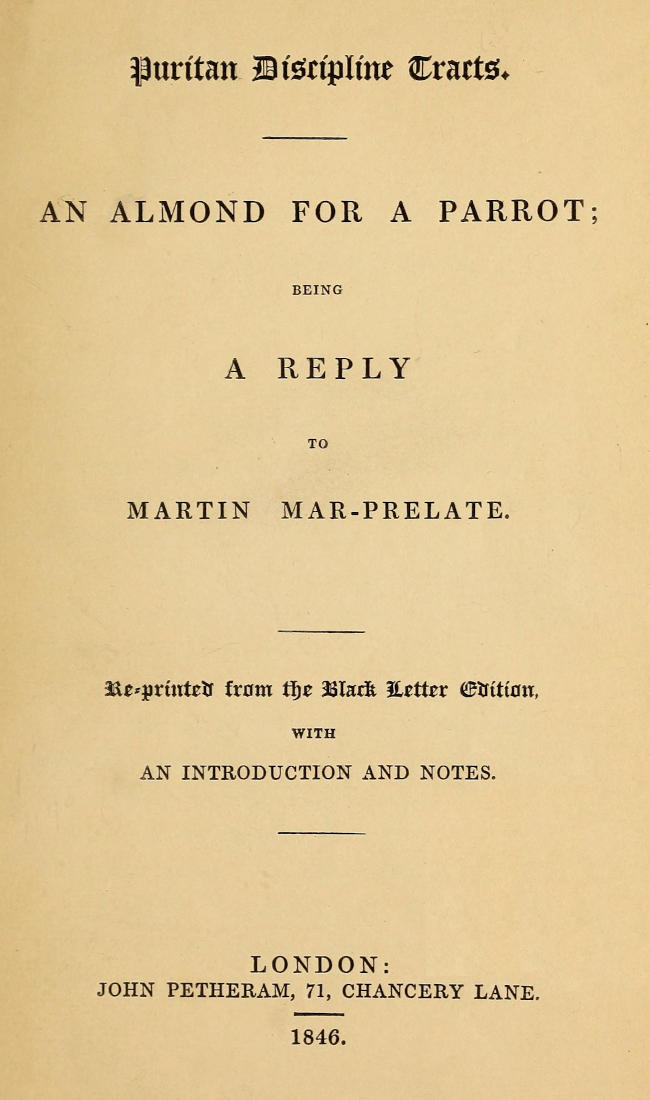 Puritan Discipline Tracts.
AN ALMOND FOR A PARROT;
BEING
A REPLY
TO
MARTIN MAR-PRELATE.
Re-printed from the Black Letter Edition,
WITH
AN INTRODUCTION AND NOTES.
LONDON:
JOHN PETHERAM, 71, CHANCERY LANE.
1846.